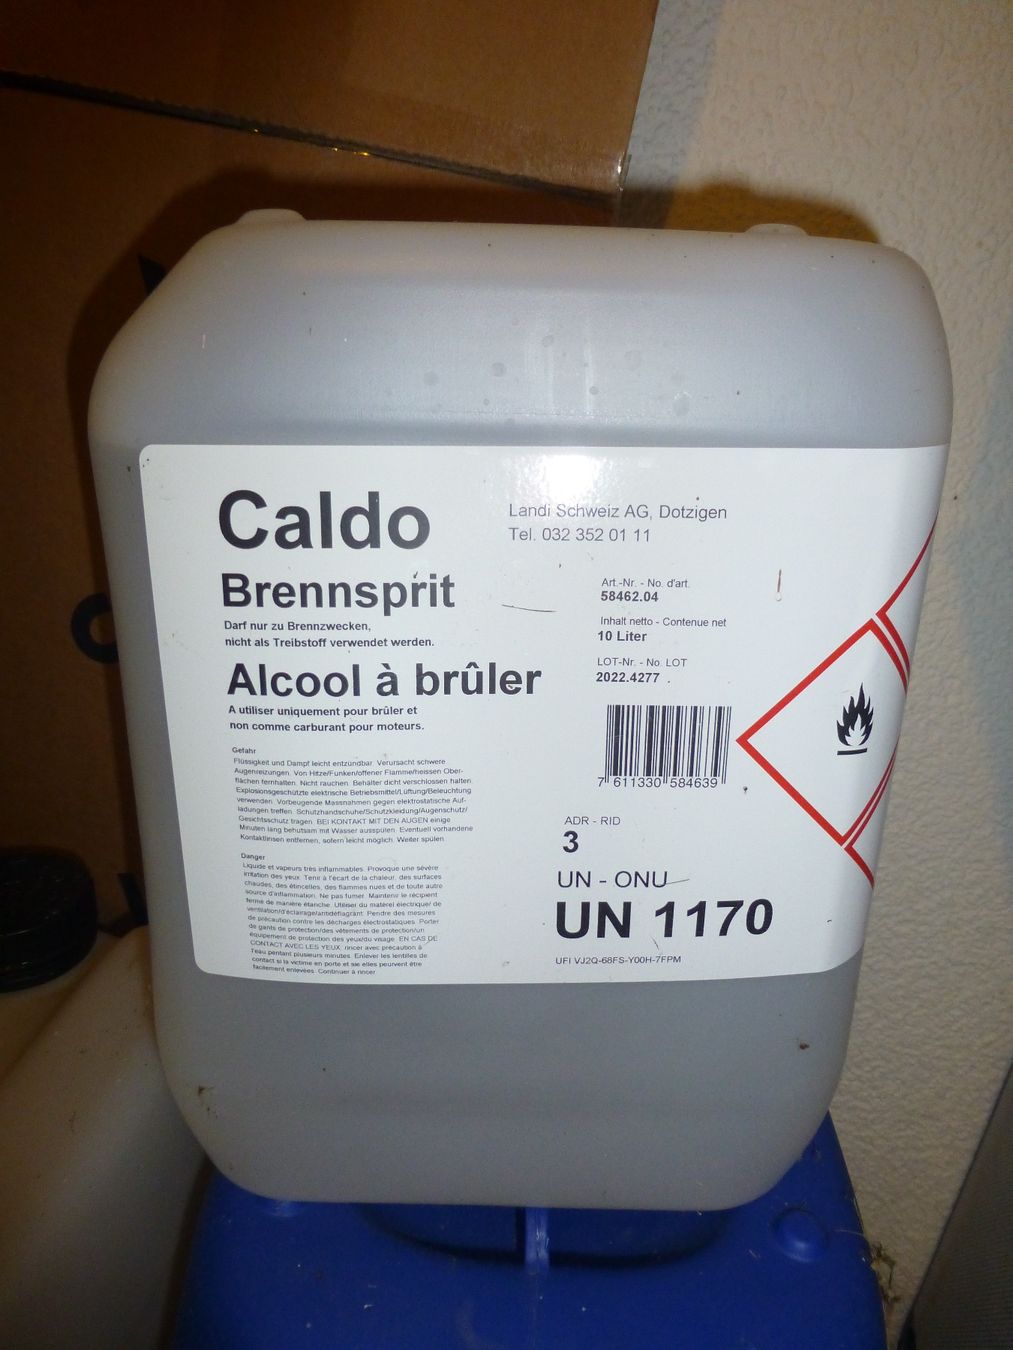 Caldo
Landi Schweiz AG, Dotzigen
Tel. 032 352 01 11
Brennsprit
Darf nur zu Brennzwecken,
nicht als Treibstoff verwendet werden.
Alcool à brûler
A utiliser uniquement pour brûler et
non comme carburant pour moteurs.
Art.-Nr. - No. d'art.
58462.04
Inhalt netto - Contenue net
10 Liter
LOT-Nr. - No. LOT
2022.4277
7 611330 584639
Gefahr
Flüssigkeit und Dampf leicht entzündbar. Verursacht schwere
Augenreizungen. Von Hitze/Funken/offener Flamme/heissen Ober-
flächen fernhalten. Nicht rauchen. Behälter dicht verschlossen halten.
Explosionsgeschützte elektrische Betriebsmittel/Lüftung/Beleuchtung
verwenden. Vorbeugende Massnahmen gegen elektrostatische Auf-
ladungen treffen. Schutzhandschuhe/Schutzkleidung/Augenschutz/
Gesichtsschutz tragen. BEI KONTAKT MIT DEN AUGEN einige
Minuten lang behutsam mit Wasser ausspülen. Eventuell vorhandene
Kontaktlinsen entfernen, sofern leicht möglich. Weiter spülen
Danger
Liquide et vapeurs très inflammables. Provoque une sévère
irritation des yeux. Tenir à l'écart de la chaleur, des surfaces
chaudes, des étincelles, des flammes nues et de toute autre
source d'inflammation. Ne pas fumer. Maintenir le récipient
fermé de manière étanche. Utiliser du matériel électrique/ de
ventilation/d'éclairage/antidéflagrant. Pendre des mesures
de précaution contre les décharges électrostatiques. Porter
de gants de protection/des vêtements de protection/un
équipement de protection des yeux/du visage. EN CAS DE
CONTACT AVEC LES YEUX: rincer avec précaution à
l'eau pendant plusieurs minutes. Enlever les lentilles de
contact si la victime en porte et sie elles peuvent être
facilement enlevées. Continuer à rincer.
ADR - RID
3
UN - ONU
UN 1170
UFI VJ2Q-68FS-Y00H-7FPM